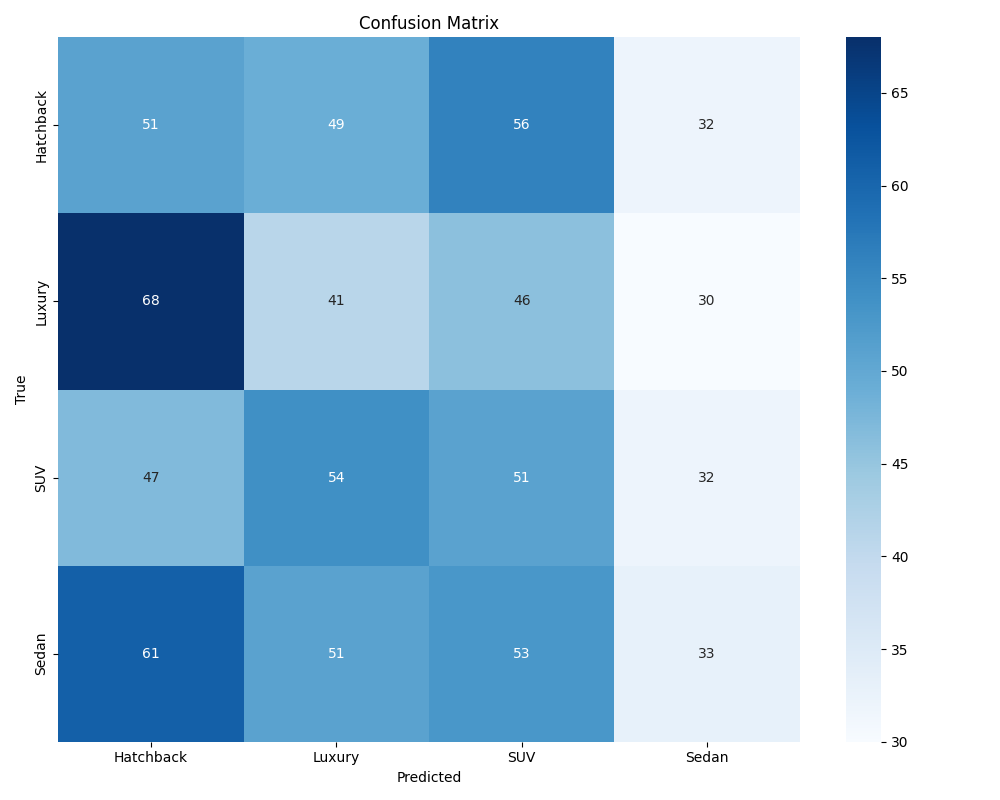 Confusion Matrix
True
Hatchback
51 49 56 32
Luxury
68 41 46 30
SUV
47 54 51 32
Sedan
61 51 53 33
Hatchback Luxury SUV Sedan
Predicted
65
60
55
50
45
40
35
30